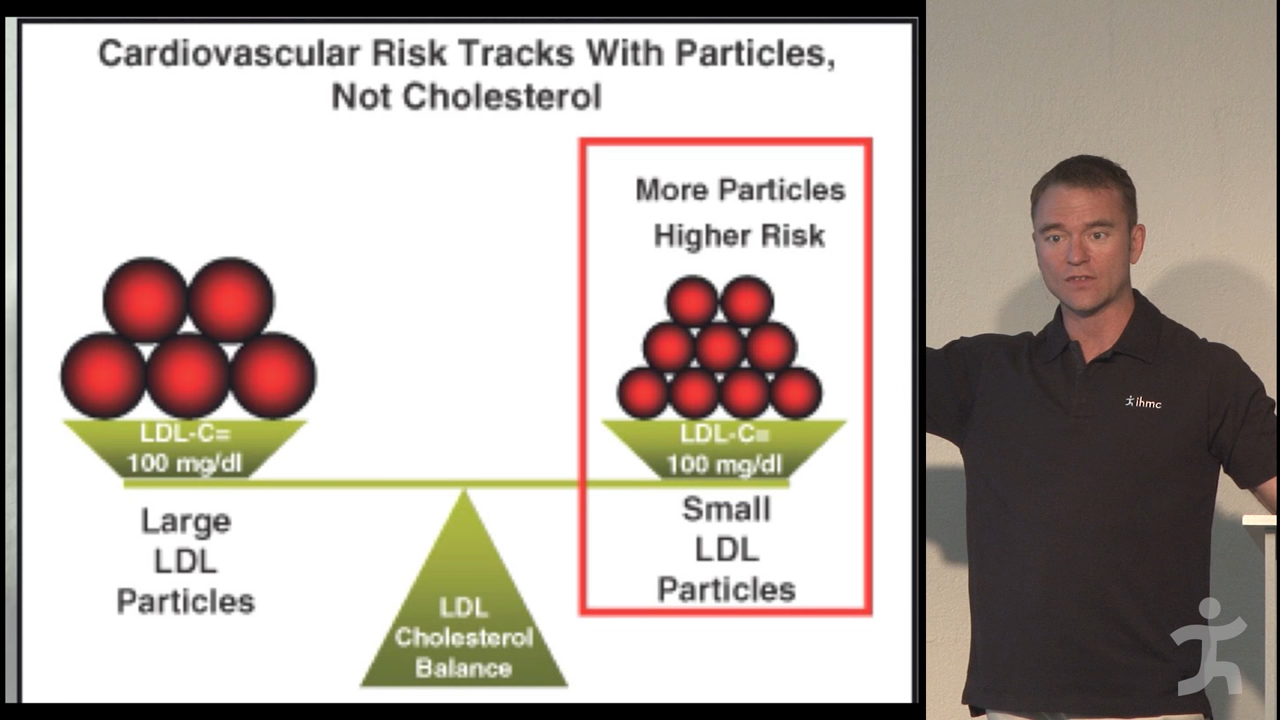 Cardiovascular Risk Tracks With Particles,
Not Cholesterol
More Particles
Higher Risk
LDL-C=
100 mg/dl
LDL-C=
100 mg/dl
Large
LDL
Particles
Small
LDL
Particles
LDL
Cholesterol
Balance
ihmc